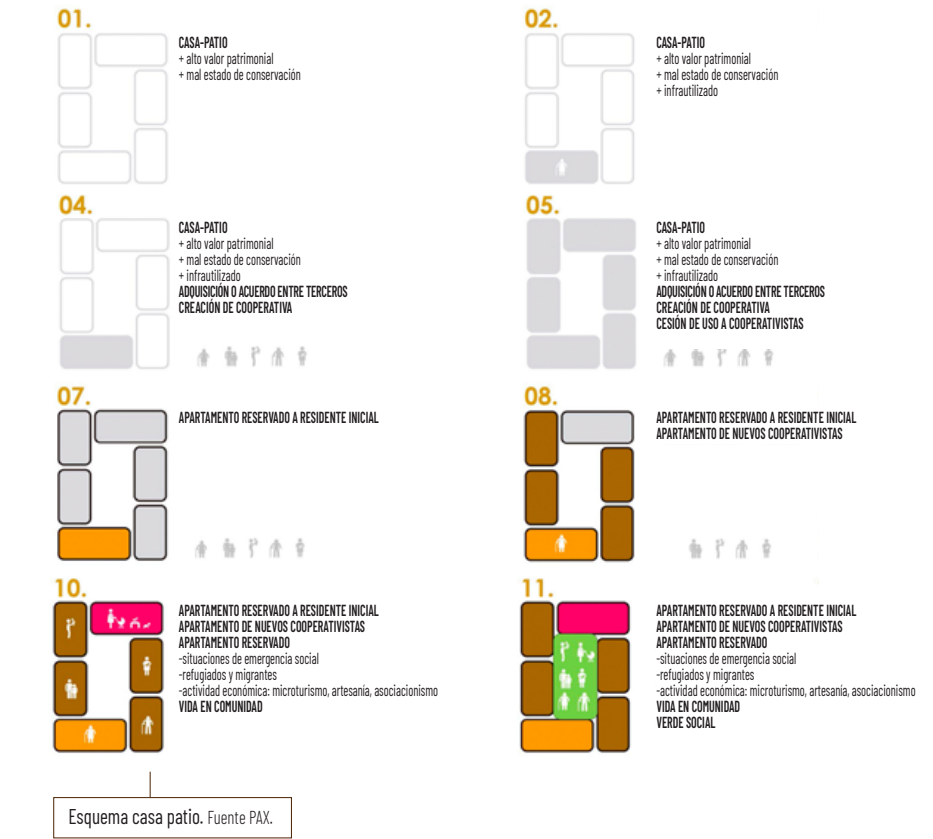 01.
CASA-PATIO
+ alto valor patrimonial
+ mal estado de conservación
02.
CASA-PATIO
+ alto valor patrimonial
+ mal estado de conservación
+ infrautilizado
04.
CASA-PATIO
+ alto valor patrimonial
+ mal estado de conservación
+ infrautilizado
ADQUISICIÓN O ACUERDO ENTRE TERCEROS
CREACIÓN DE COOPERATIVA
05.
CASA-PATIO
+ alto valor patrimonial
+ mal estado de conservación
+ infrautilizado
ADQUISICIÓN O ACUERDO ENTRE TERCEROS
CREACIÓN DE COOPERATIVA
CESIÓN DE USO A COOPERATIVISTAS
07.
APARTAMENTO RESERVADO A RESIDENTE INICIAL
08.
APARTAMENTO RESERVADO A RESIDENTE INICIAL
APARTAMENTO DE NUEVOS COOPERATIVISTAS
10.
APARTAMENTO RESERVADO A RESIDENTE INICIAL
APARTAMENTO DE NUEVOS COOPERATIVISTAS
APARTAMENTO RESERVADO
-situaciones de emergencia social
-refugiados y migrantes
-actividad económica: microturismo, artesanía, asociacionismo
VIDA EN COMUNIDAD
11.
APARTAMENTO RESERVADO A RESIDENTE INICIAL
APARTAMENTO DE NUEVOS COOPERATIVISTAS
APARTAMENTO RESERVADO
-situaciones de emergencia social
-refugiados y migrantes
-actividad económica: microturismo, artesanía, asociacionismo
VIDA EN COMUNIDAD
VERDE SOCIAL
Esquema casa patio. Fuente PAX.